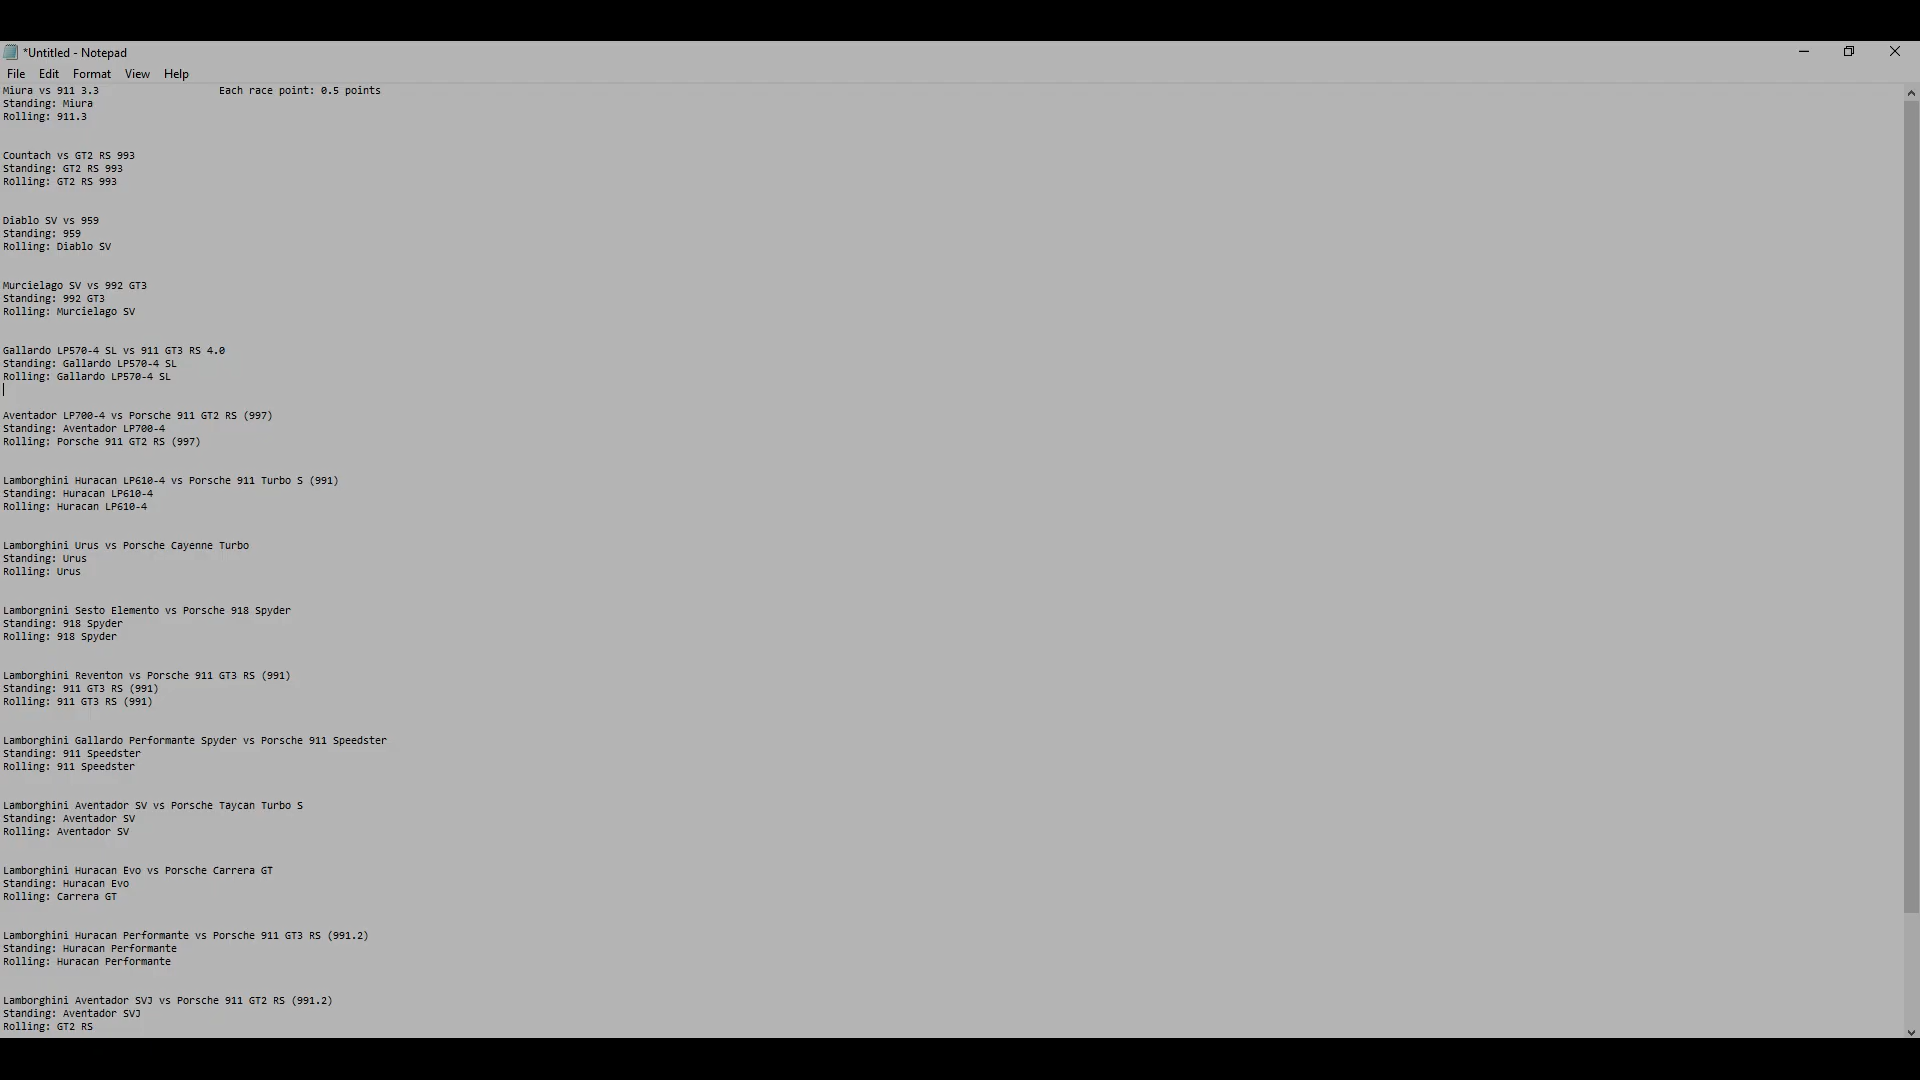 *Untitled - Notepad
File Edit Format View Help
Miura vs 911 3.3 Each race point: 0.5 points
Standing: Miura
Rolling: 911.3
Countach vs GT2 RS 993
Standing: GT2 RS 993
Rolling: GT2 RS 993
Diablo SV vs 959
Standing: 959
Rolling: Diablo SV
Murcielago SV vs 992 GT3
Standing: 992 GT3
Rolling: Murcielago SV
Gallardo LP570-4 SL vs 911 GT3 RS 4.0
Standing: Gallardo LP570-4 SL
Rolling: Gallardo LP570-4 SL
Aventador LP700-4 vs Porsche 911 GT2 RS (997)
Standing: Aventador LP700-4
Rolling: Porsche 911 GT2 RS (997)
Lamborghini Huracan LP610-4 vs Porsche 911 Turbo S (991)
Standing: Huracan LP610-4
Rolling: Huracan LP610-4
Lamborghini Urus vs Porsche Cayenne Turbo
Standing: Urus
Rolling: Urus
Lamborgnini Sesto Elemento vs Porsche 918 Spyder
Standing: 918 Spyder
Rolling: 918 Spyder
Lamborghini Reventon vs Porsche 911 GT3 RS (991)
Standing: 911 GT3 RS (991)
Rolling: 911 GT3 RS (991)
Lamborghini Gallardo Performante Spyder vs Porsche 911 Speedster
Standing: 911 Speedster
Rolling: 911 Speedster
Lamborghini Aventador SV vs Porsche Taycan Turbo S
Standing: Aventador SV
Rolling: Aventador SV
Lamborghini Huracan Evo vs Porsche Carrera GT
Standing: Huracan Evo
Rolling: Carrera GT
Lamborghini Huracan Performante vs Porsche 911 GT3 RS (991.2)
Standing: Huracan Performante
Rolling: Huracan Performante
Lamborghini Aventador SVJ vs Porsche 911 GT2 RS (991.2)
Standing: Aventador SVJ
Rolling: GT2 RS